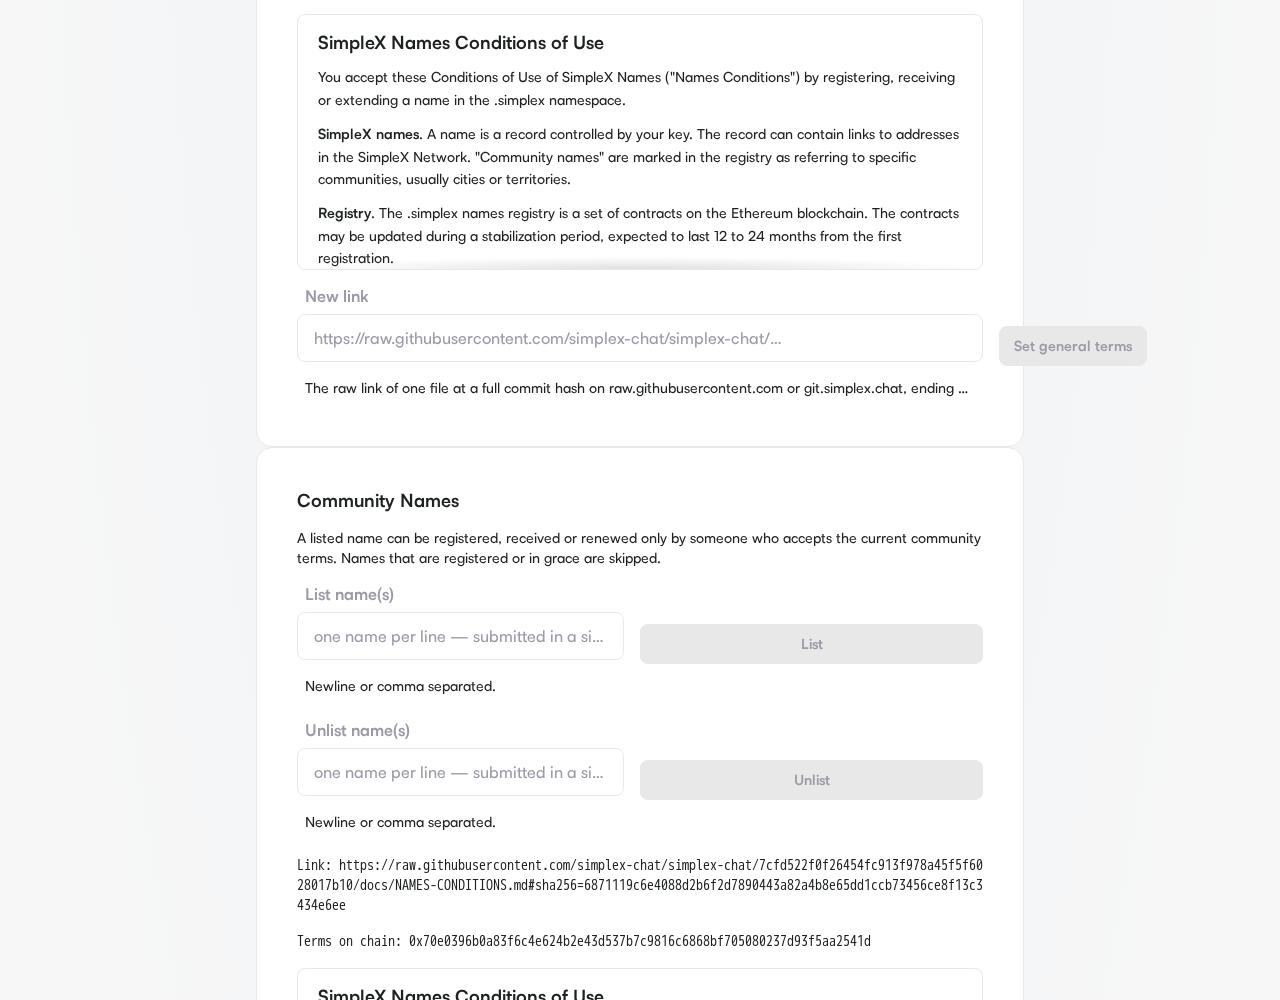 SimpleX Names Conditions of Use
You accept these Conditions of Use of SimpleX Names ("Names Conditions") by registering, receiving
or extending a name in the .simplex namespace.
SimpleX names. A name is a record controlled by your key. The record can contain links to addresses
in the SimpleX Network. "Community names" are marked in the registry as referring to specific
communities, usually cities or territories.
Registry. The .simplex names registry is a set of contracts on the Ethereum blockchain. The contracts
may be updated during a stabilization period, expected to last 12 to 24 months from the first
registration.
New link
https://raw.githubusercontent.com/simplex-chat/simplex-chat/...
Set general terms
The raw link of one file at a full commit hash on raw.githubusercontent.com or git.simplex.chat, ending ...
Community Names
A listed name can be registered, received or renewed only by someone who accepts the current community
terms. Names that are registered or in grace are skipped.
List name(s)
one name per line — submitted in a si...
List
Newline or comma separated.
Unlist name(s)
one name per line — submitted in a si...
Unlist
Newline or comma separated.
Link: https://raw.githubusercontent.com/simplex-chat/simplex-chat/7cfd522f0f26454fc913f978a45f5f60
28017b10/docs/NAMES-CONDITIONS.md#sha256=6871119c6e4088d2b6f2d7890443a82a4b8e65dd1ccb73456ce8f13c3
434e6ee
Terms on chain: 0x70e0396b0a83f6c4e624b2e43d537b7c9816c6868bf705080237d93f5aa2541d
SimpleX Names Conditions of Use